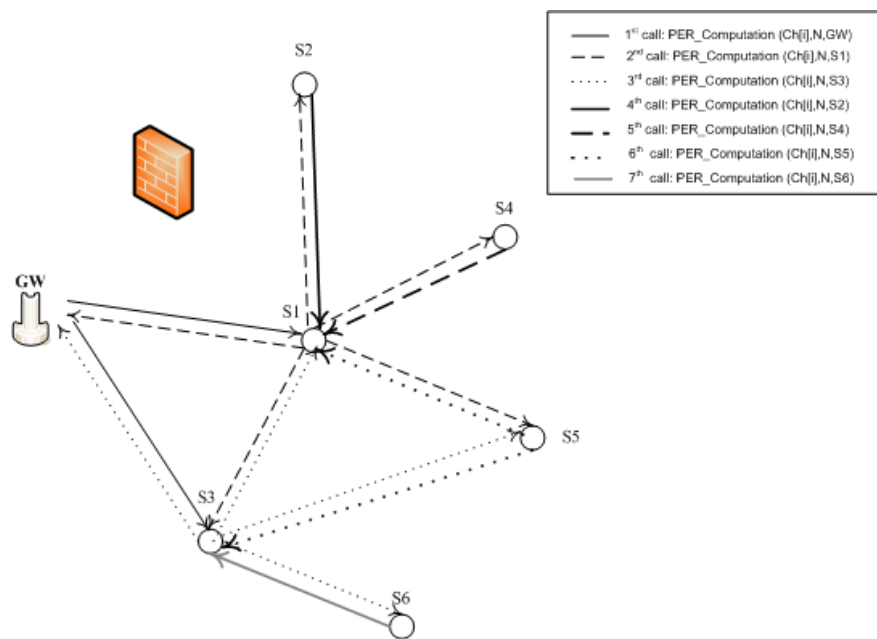 S2
S4
GW
S1
S5
S3
S6
1st call: PER_Computation (Ch[i],N,GW)
2nd call: PER_Computation (Ch[i],N,S1)
3rd call: PER_Computation (Ch[i],N,S3)
4th call: PER_Computation (Ch[i],N,S2)
5th call: PER_Computation (Ch[i],N,S4)
6th call: PER_Computation (Ch[i],N,S5)
7th call: PER_Computation (Ch[i],N,S6)